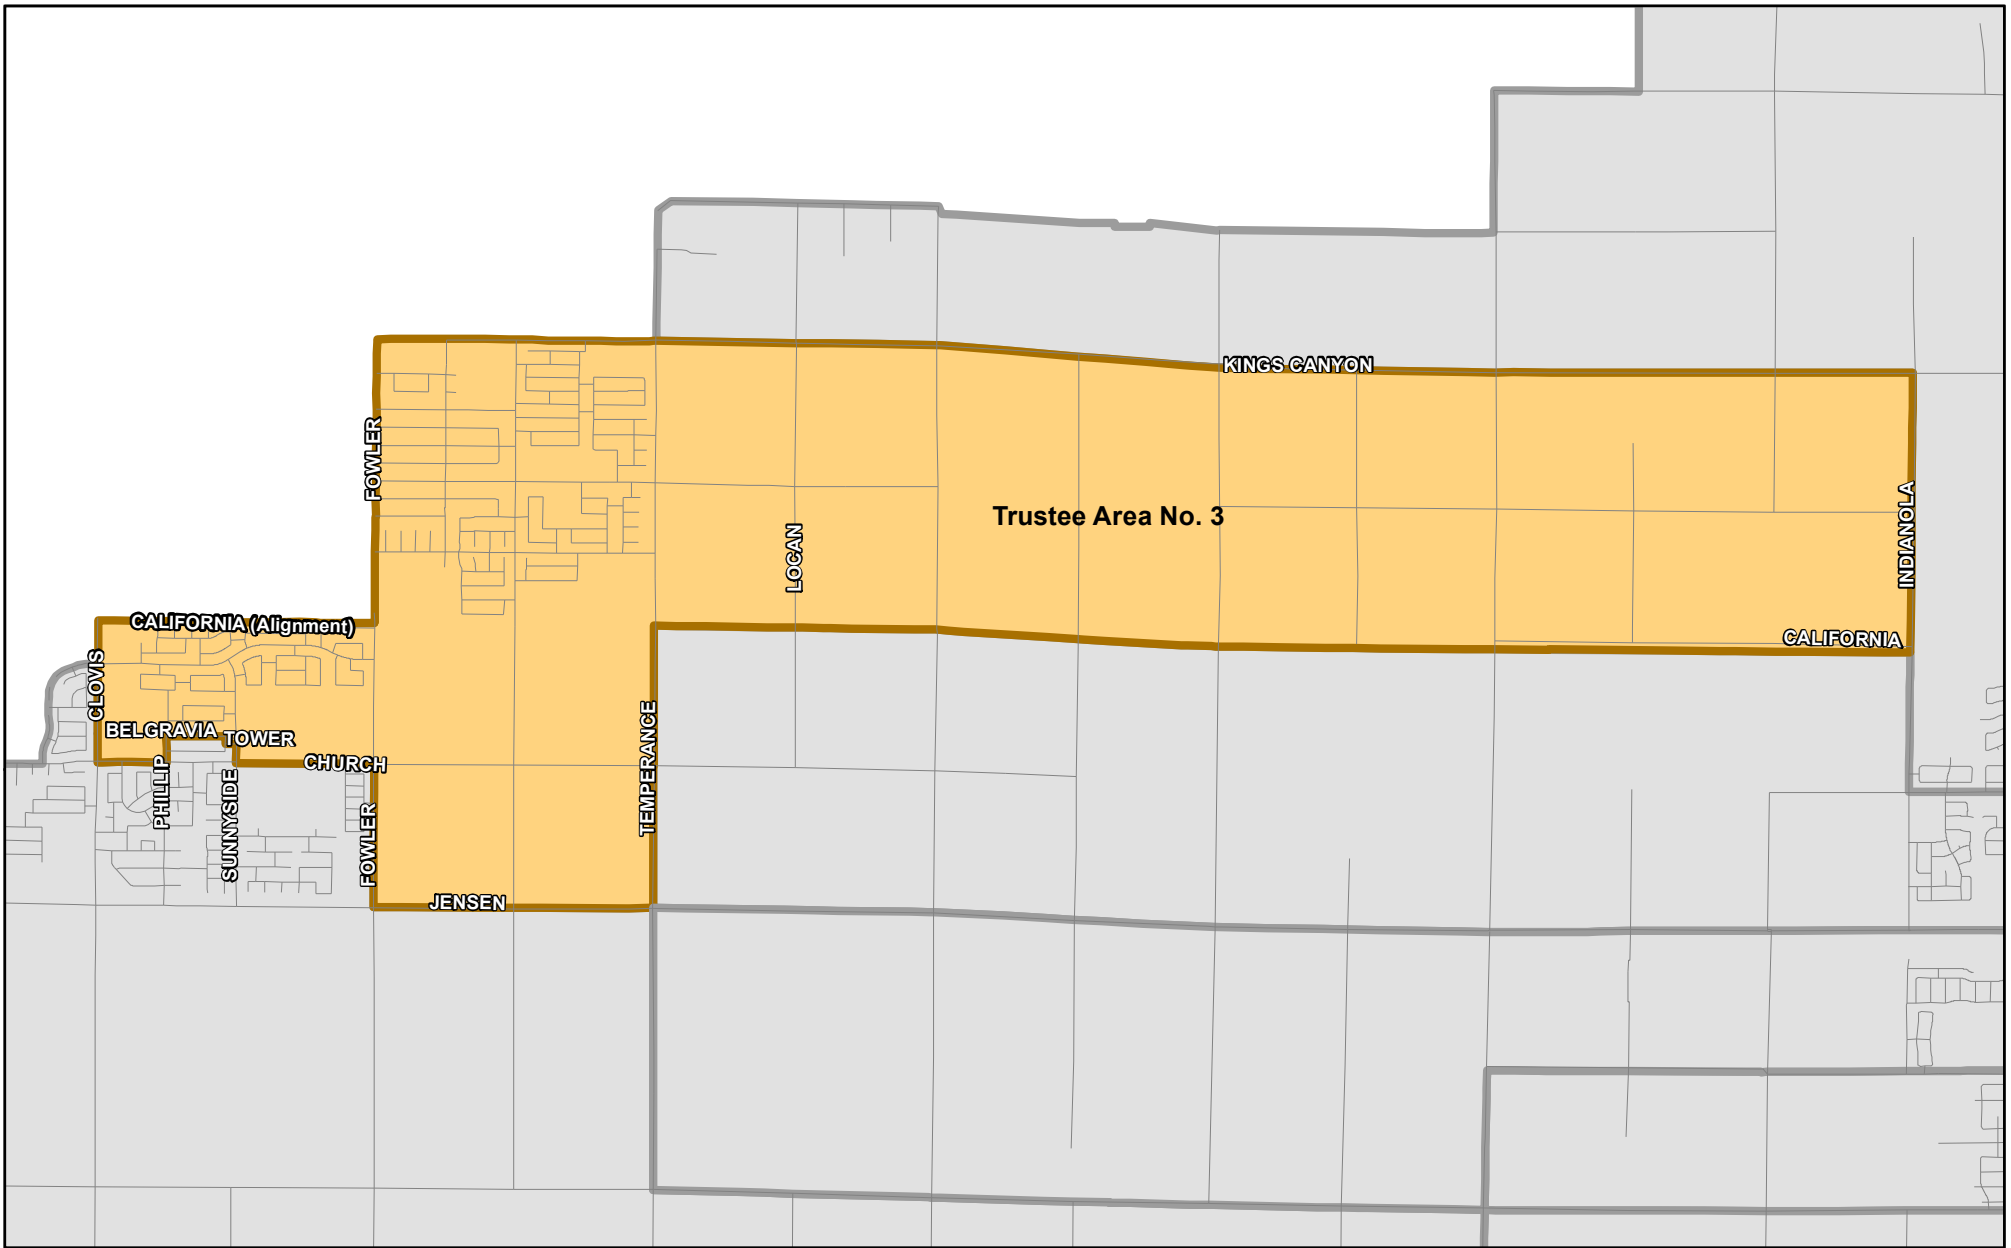 KINGS CANYON
FOWLER
Trustee Area No. 3
LOCAN
INDIANOLA
CALIFORNIA (Alignment)
CALIFORNIA
CLOVIS
BELGRAVIA
TOWER
CHURCH
PHILLIP
SUNNYSIDE
FOWLER
TEMPERANCE
JENSEN